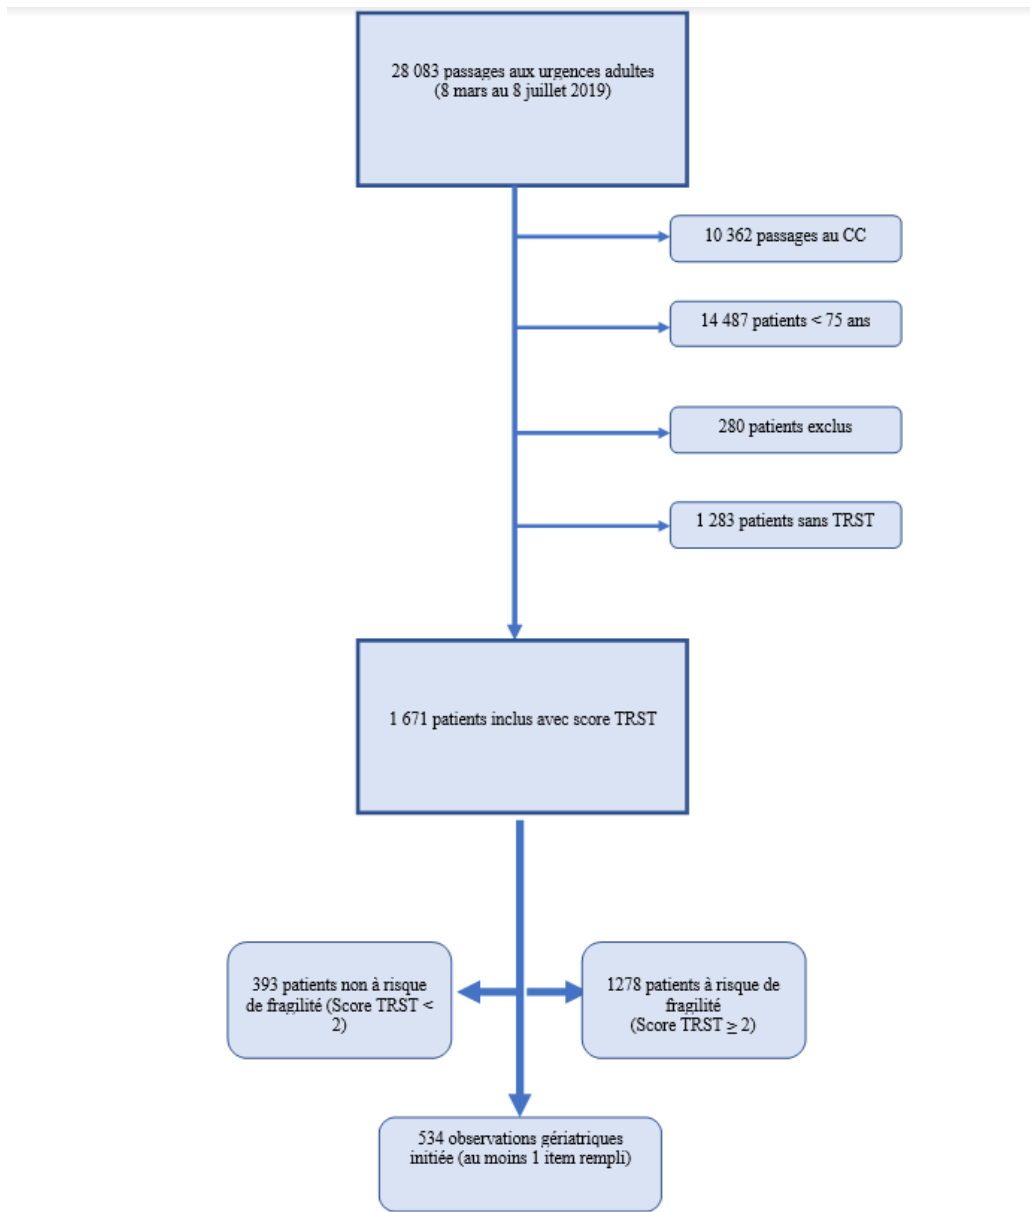 28 083 passages aux urgences adultes
(8 mars au 8 juillet 2019)
10 362 passages au CC
14 487 patients < 75 ans
280 patients exclus
1 283 patients sans TRST
1 671 patients inclus avec score TRST
393 patients non à risque
de fragilité (Score TRST <
2)
1278 patients à risque de
fragilité
(Score TRST ≥ 2)
534 observations gériatriques
initiée (au moins 1 item rempli)